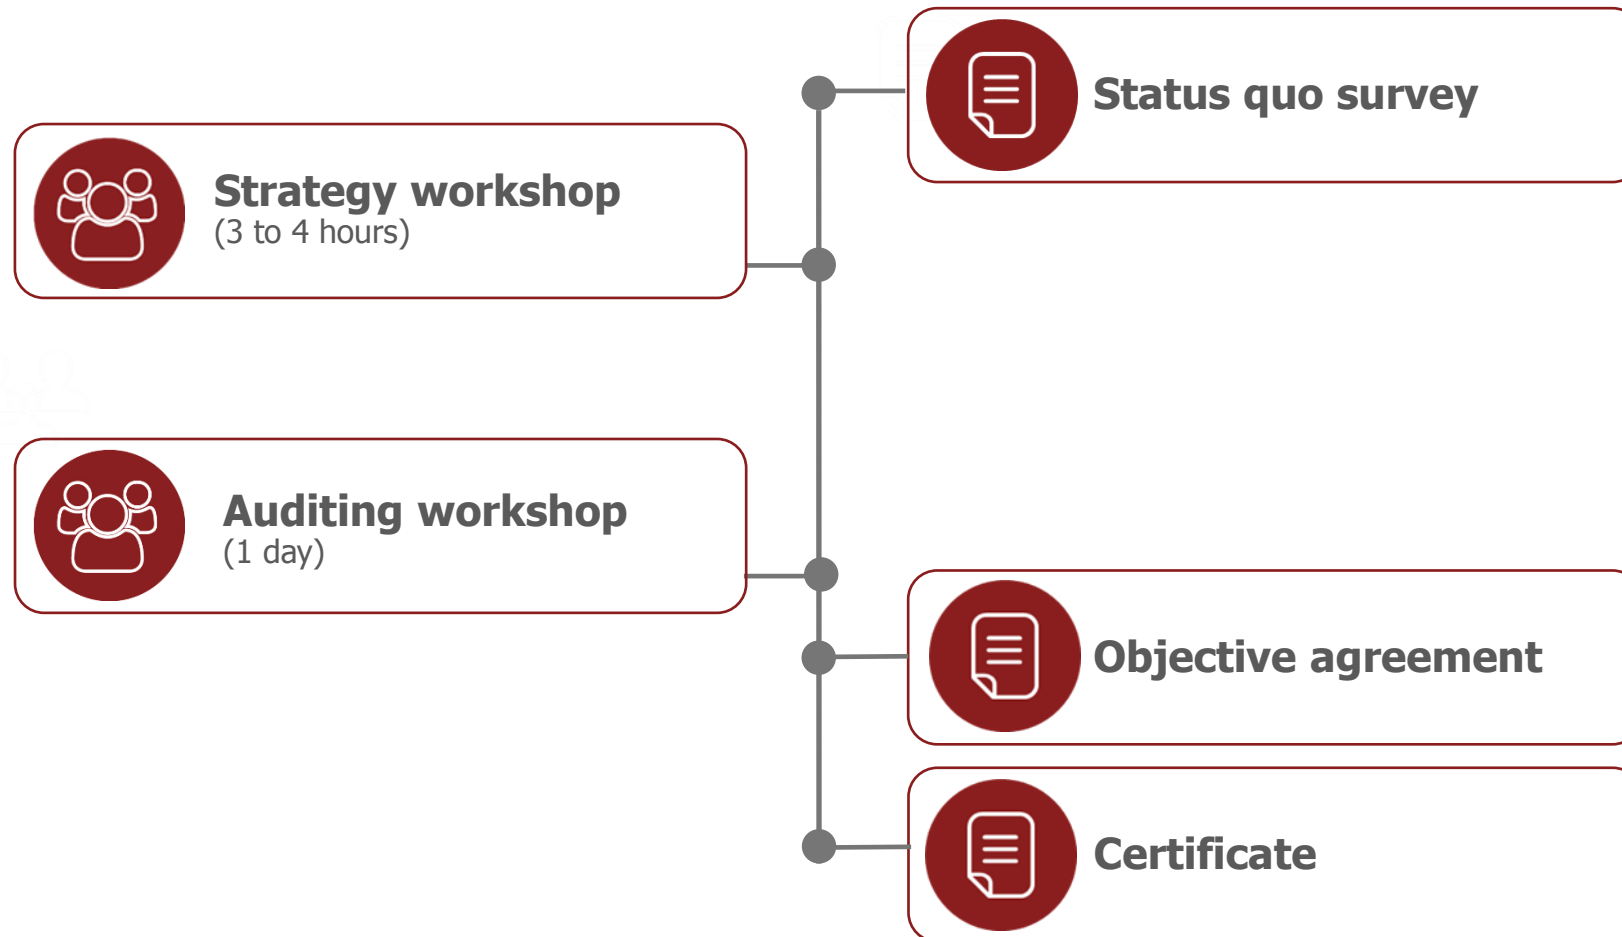 Status quo survey
Strategy workshop
(3 to 4 hours)
Auditing workshop
(1 day)
Objective agreement
Certificate